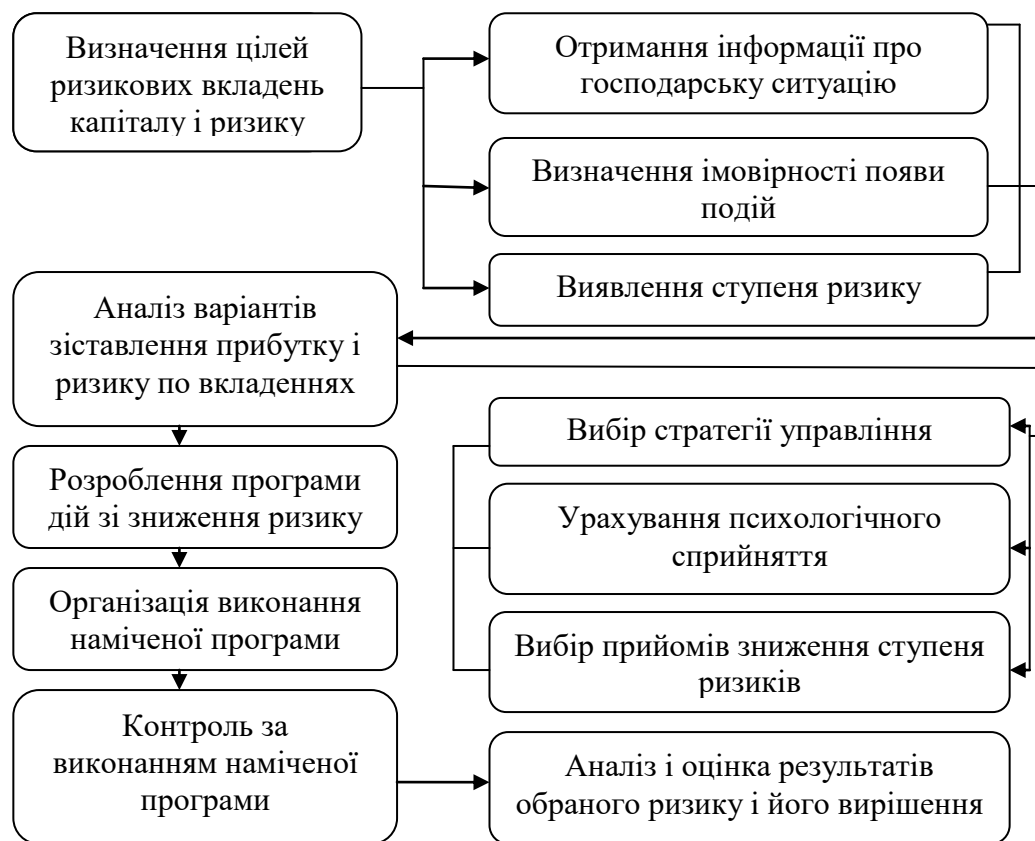 Визначення цілей
ризикових вкладень
капіталу і ризику
Отримання інформації про
господарську ситуацію
Визначення імовірності появи
подій
Виявлення ступеня ризику
Аналіз варіантів
зіставлення прибутку і
ризику по вкладеннях
Вибір стратегії управління
Розроблення програми
дій зі зниження ризику
Урахування психологічного
сприйняття
Організація виконання
наміченої програми
Вибір прийомів зниження ступеня
ризиків
Контроль за
виконанням наміченої
програми
Аналіз і оцінка результатів
обраного ризику і його вирішення